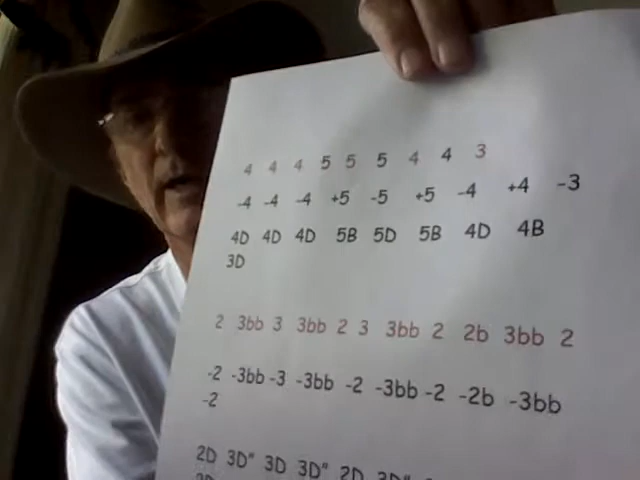 4 4 4 5 5 5 4 4 3
-4 -4 -4 +5 -5 +5 -4 +4 -3
4D 4D 4D 5B 5D 5B 4D 4B
3D
2 3bb 3 3bb 2 3 3bb 2 2b 3bb 2
-2 -3bb -3 -3bb -2 -3bb -2 -2b -3bb
-2
2D 3D" 3D 3D" 2D 3D"